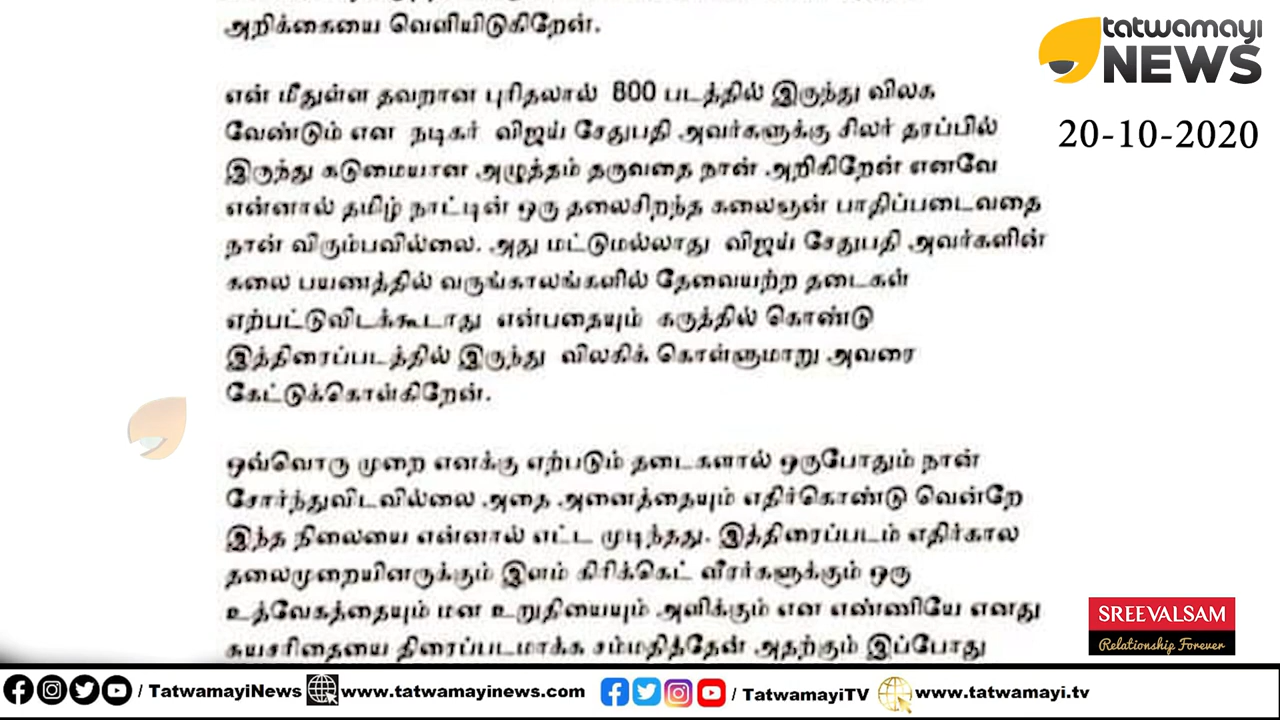 அறிக்கையை வெளியிடுகிறேன்.
tatwamayi
NEWS
20-10-2020
என் மீதுள்ள தவறான புரிதலால் 800 படத்தில் இருந்து விலக
வேண்டும் என நடிகர் விஜய் சேதுபதி அவர்களுக்கு சிலர் தரப்பில்
இருந்து கடுமையான அழுத்தம் தருவதை நான் அறிகிறேன் எனவே
என்னால் தமிழ் நாட்டின் ஒரு தலைசிறந்த கலைஞன் பாதிப்படைவதை
நான் விரும்பவில்லை. அது மட்டுமல்லாது விஜய் சேதுபதி அவர்களின்
கலை பயணத்தில் வருங்காலங்களில் தேவையற்ற தடைகள்
ஏற்பட்டுவிடக்கூடாது என்பதையும் கருத்தில் கொண்டு
இத்திரைப்படத்தில் இருந்து விலகிக் கொள்ளுமாறு அவரை
கேட்டுக்கொள்கிறேன்.
ஒவ்வொரு முறை எனக்கு ஏற்படும் தடைகளால் ஒருபோதும் நான்
சோர்ந்துவிடவில்லை அதை அனைத்தையும் எதிர்கொண்டு வென்றே
இந்த நிலையை என்னால் எட்ட முடிந்தது. இத்திரைப்படம் எதிர்கால
தலைமுறையினருக்கும் இளம் கிரிக்கெட் வீரர்களுக்கும் ஒரு
உத்வேகத்தையும் மன உறுதியையும் அளிக்கும் என எண்ணியே எனது
சுயசரிதையை திரைப்படமாக்க சம்மதித்தேன் அதற்கும் இப்போது
SREEVALSAM
Relationship Forever
/ TatwamayiNews www.tatwamayinews.com / TatwamayiTV www.tatwamayi.tv